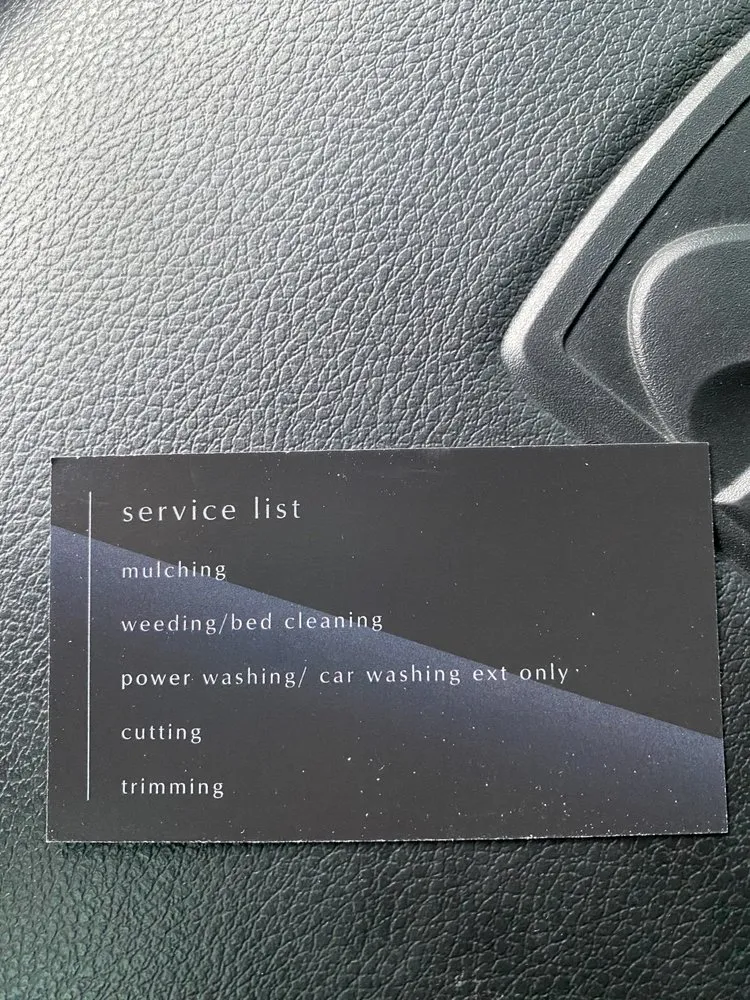 service list
mulching
weeding/bed cleaning
power washing/ car washing ext only
cutting
trimming